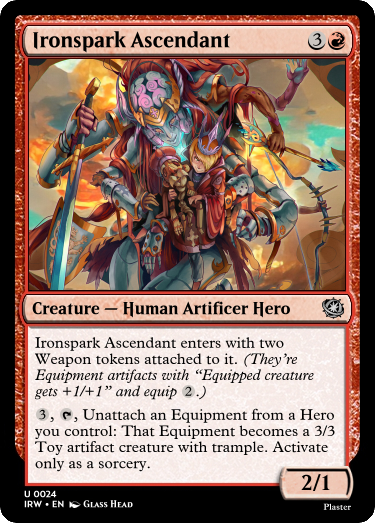 Ironspark Ascendant 3
Creature — Human Artificer Hero
Ironspark Ascendant enters with two
Weapon tokens attached to it. (They're
Equipment artifacts with “Equipped creature
gets +1/+1” and equip 2.)
3, , Unattach an Equipment from a Hero
you control: That Equipment becomes a 3/3
Toy artifact creature with trample. Activate
only as a sorcery.
2/1
U 0024
IRW • EN Glass Head
Plaster